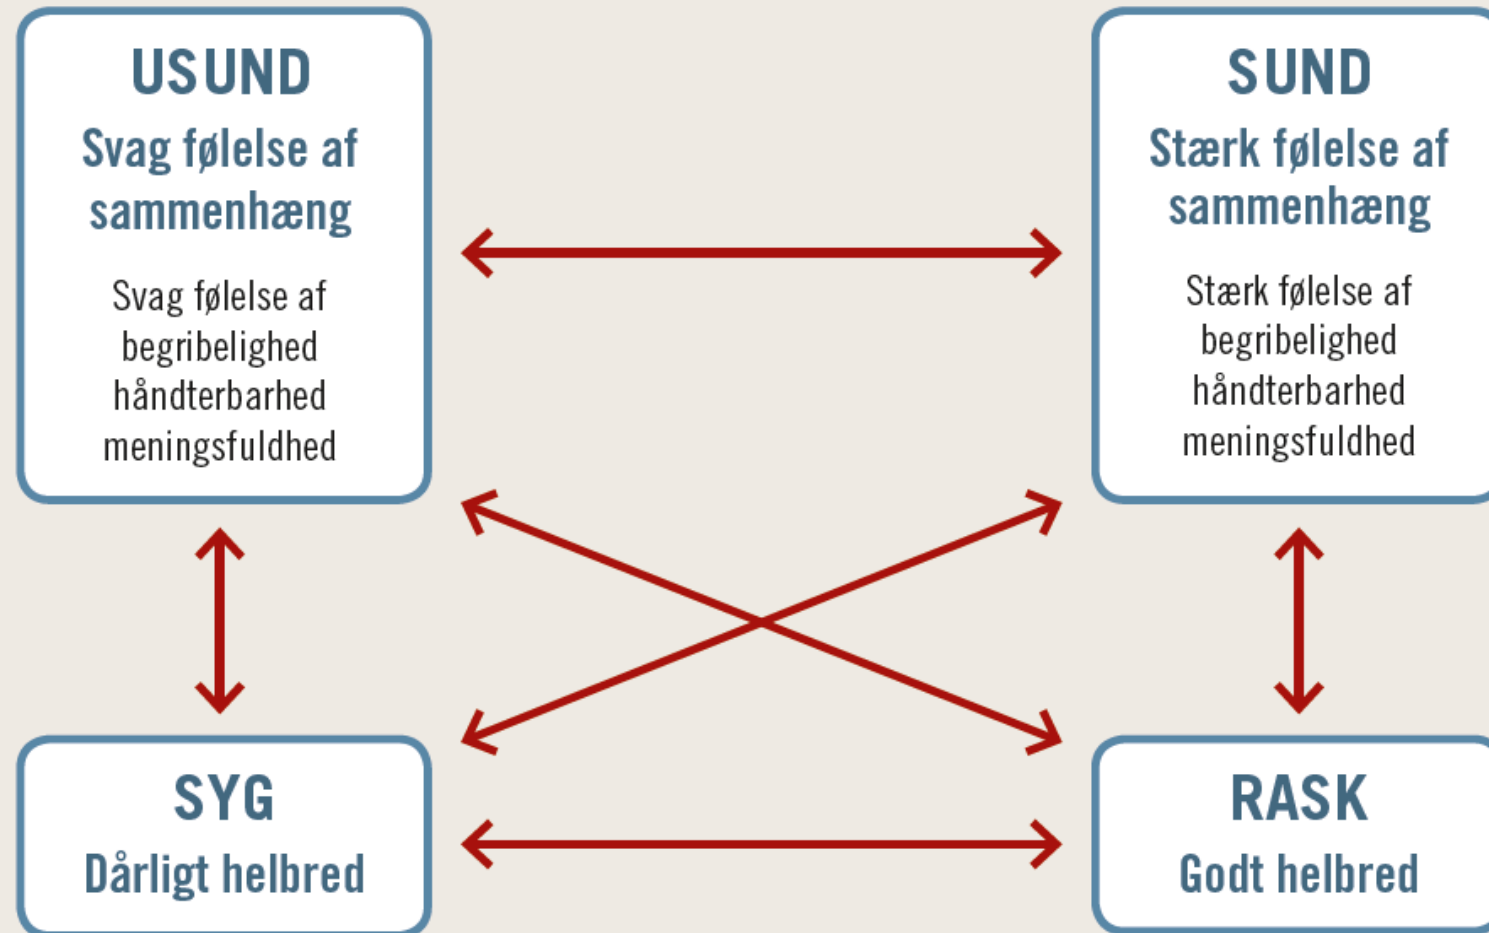 USUND
Svag følelse af
sammenhæng
Svag følelse af
begribelighed
håndterbarhed
meningsfuldhed
SUND
Stærk følelse af
sammenhæng
Stærk følelse af
begribelighed
håndterbarhed
meningsfuldhed
SYG
Dårligt helbred
RASK
Godt helbred